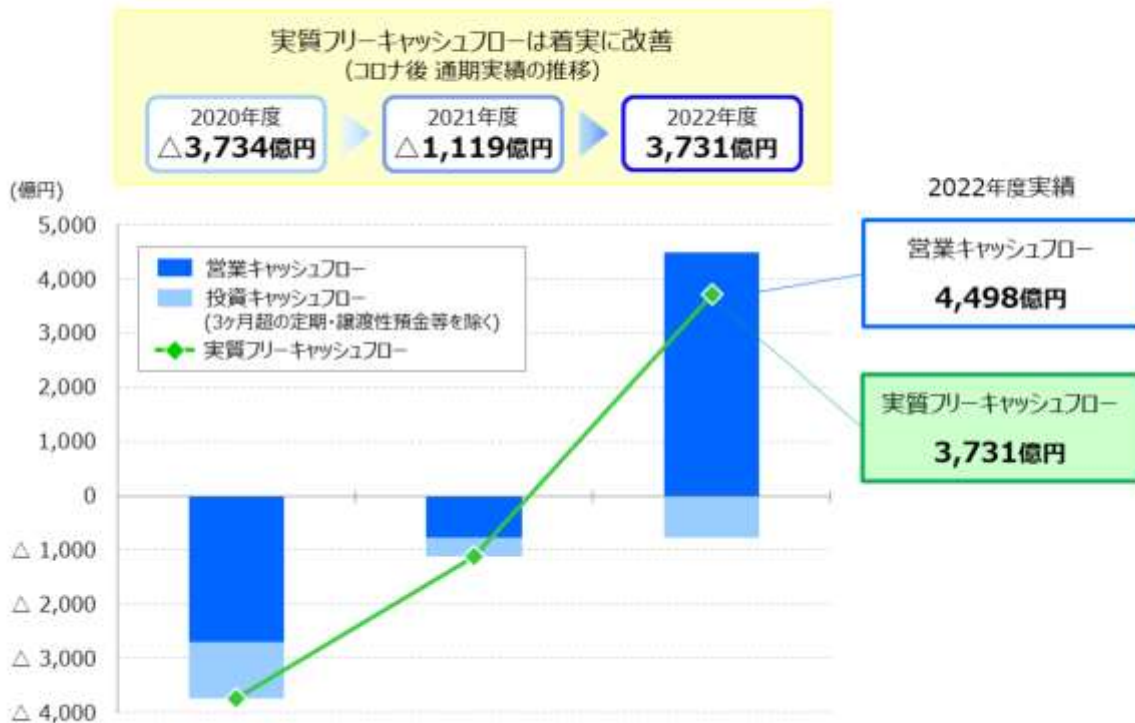 実質フリーキャッシュフローは着実に改善
(コロナ後 通期実績の推移)
2020年度
△3,734億円
2021年度
△1,119億円
2022年度
3,731億円
(億円)
2022年度実績
5,000
4,000
3,000
2,000
1,000
0
△ 1,000
△ 2,000
△ 3,000
△ 4,000
営業キャッシュフロー
投資キャッシュフロー
(3ヶ月超の定期・譲渡性預金等を除く)
実質フリーキャッシュフロー
営業キャッシュフロー
4,498億円
実質フリーキャッシュフロー
3,731億円